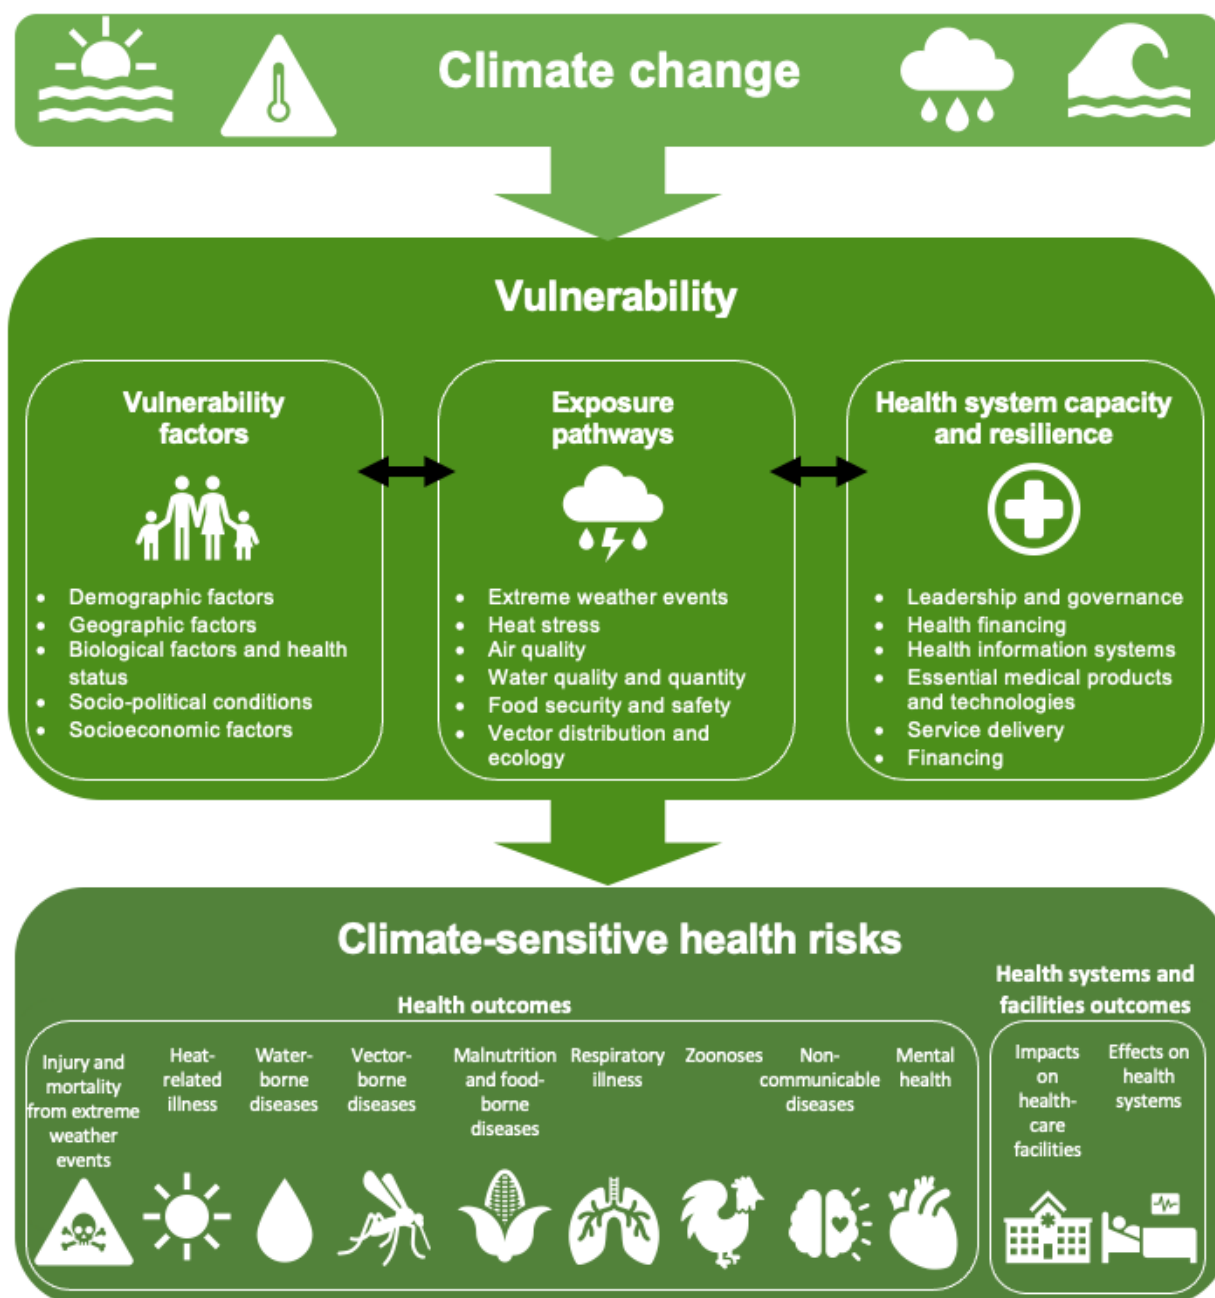 Climate change
Vulnerability
Vulnerability
factors
• Demographic factors
• Geographic factors
• Biological factors and health
status
• Socio-political conditions
• Socioeconomic factors
Exposure
pathways
• Extreme weather events
• Heat stress
• Air quality
• Water quality and quantity
• Food security and safety
• Vector distribution and
ecology
Health system capacity
and resilience
• Leadership and governance
• Health financing
• Health information systems
• Essential medical products
and technologies
• Service delivery
• Financing
Climate-sensitive health risks
Health outcomes
Injury and
mortality
from extreme
weather
events
Heat-
related
illness
Water-
borne
diseases
Vector-
borne
diseases
Malnutrition
and food-
borne
diseases
Respiratory
illness
Zoonoses
Non-
communicable
diseases
Mental
health
Health systems and
facilities outcomes
Impacts
on
health-
care
facilities
Effects on
health
systems